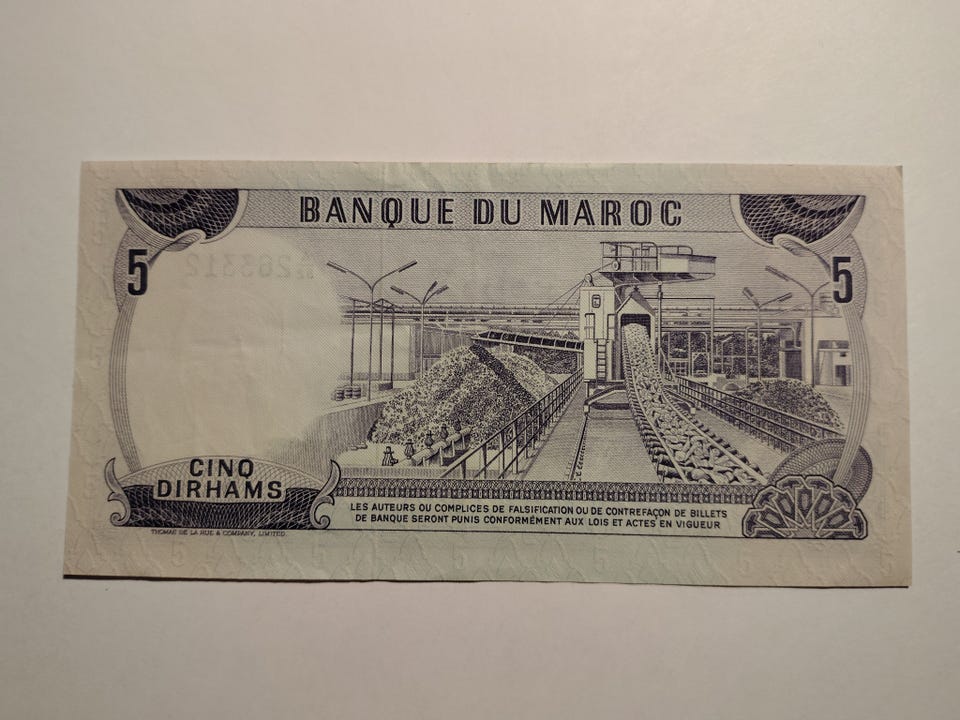 BANQUE DU MAROC
5
5
CINQ
DIRHAMS
LES AUTEURS OU COMPLICES DE FALSIFICATION OU DE CONTREFAÇON DE BILLETS
DE BANQUE SERONT PUNIS CONFORMÉMENT AUX LOIS ET ACTES EN VIGUEUR
THOMAS DE LA RUE & COMPANY, LIMITED.